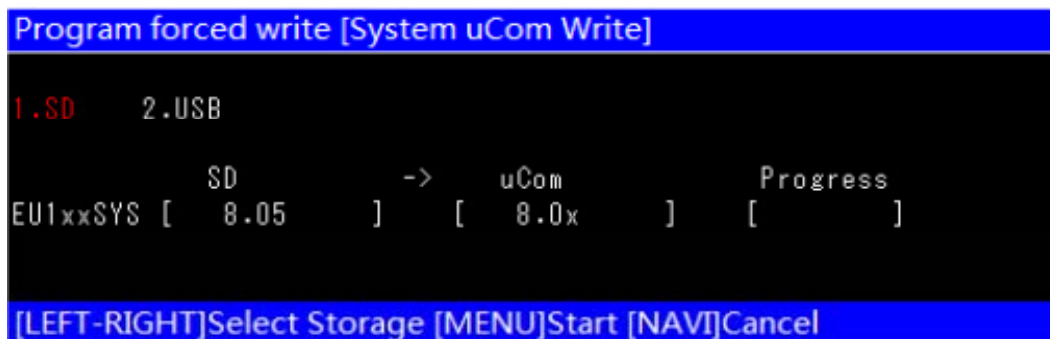 Program forced write [System uCom Write]
1.SD 2.USB
SD -> uCom Progress
EU1xxSYS [ 8.05 ] [ 8.0x ] [ ]
[LEFT-RIGHT]Select Storage [MENU]Start [NAVI]Cancel